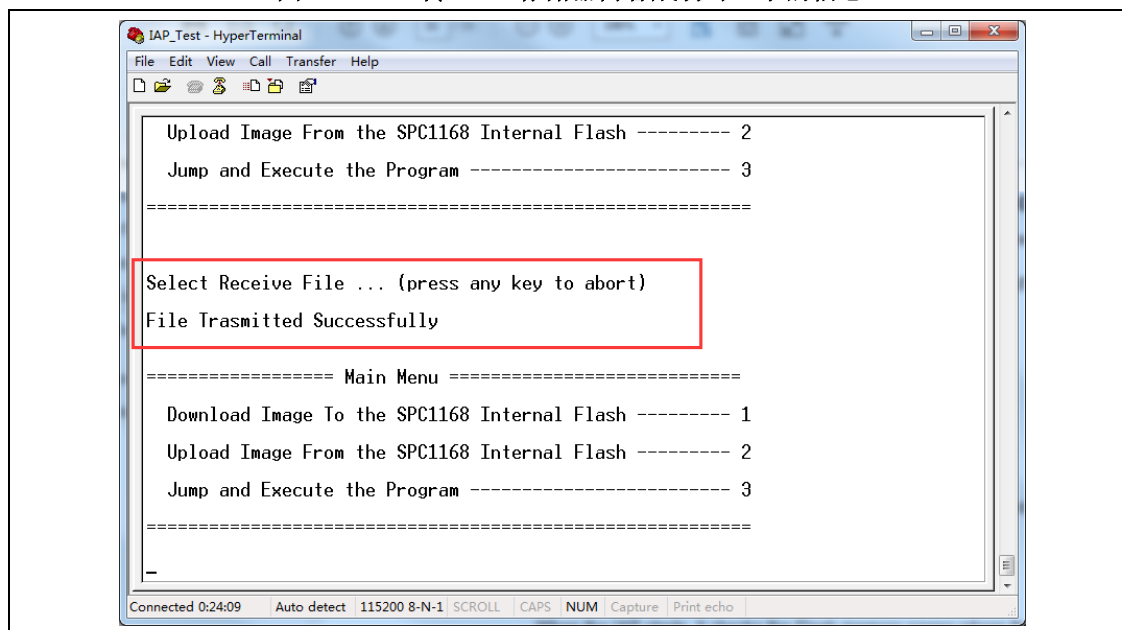 IAP_Test - HyperTerminal
File Edit View Call Transfer Help
Upload Image From the SPC1168 Internal Flash --------- 2
Jump and Execute the Program ------------------------- 3
==========================================================
Select Receive File ... (press any key to abort)
File Trasmitted Successfully
================== Main Menu ============================
Download Image To the SPC1168 Internal Flash --------- 1
Upload Image From the SPC1168 Internal Flash --------- 2
Jump and Execute the Program ------------------------- 3
==========================================================
_
Connected 0:24:09 Auto detect 115200 8-N-1 SCROLL CAPS NUM Capture Print echo